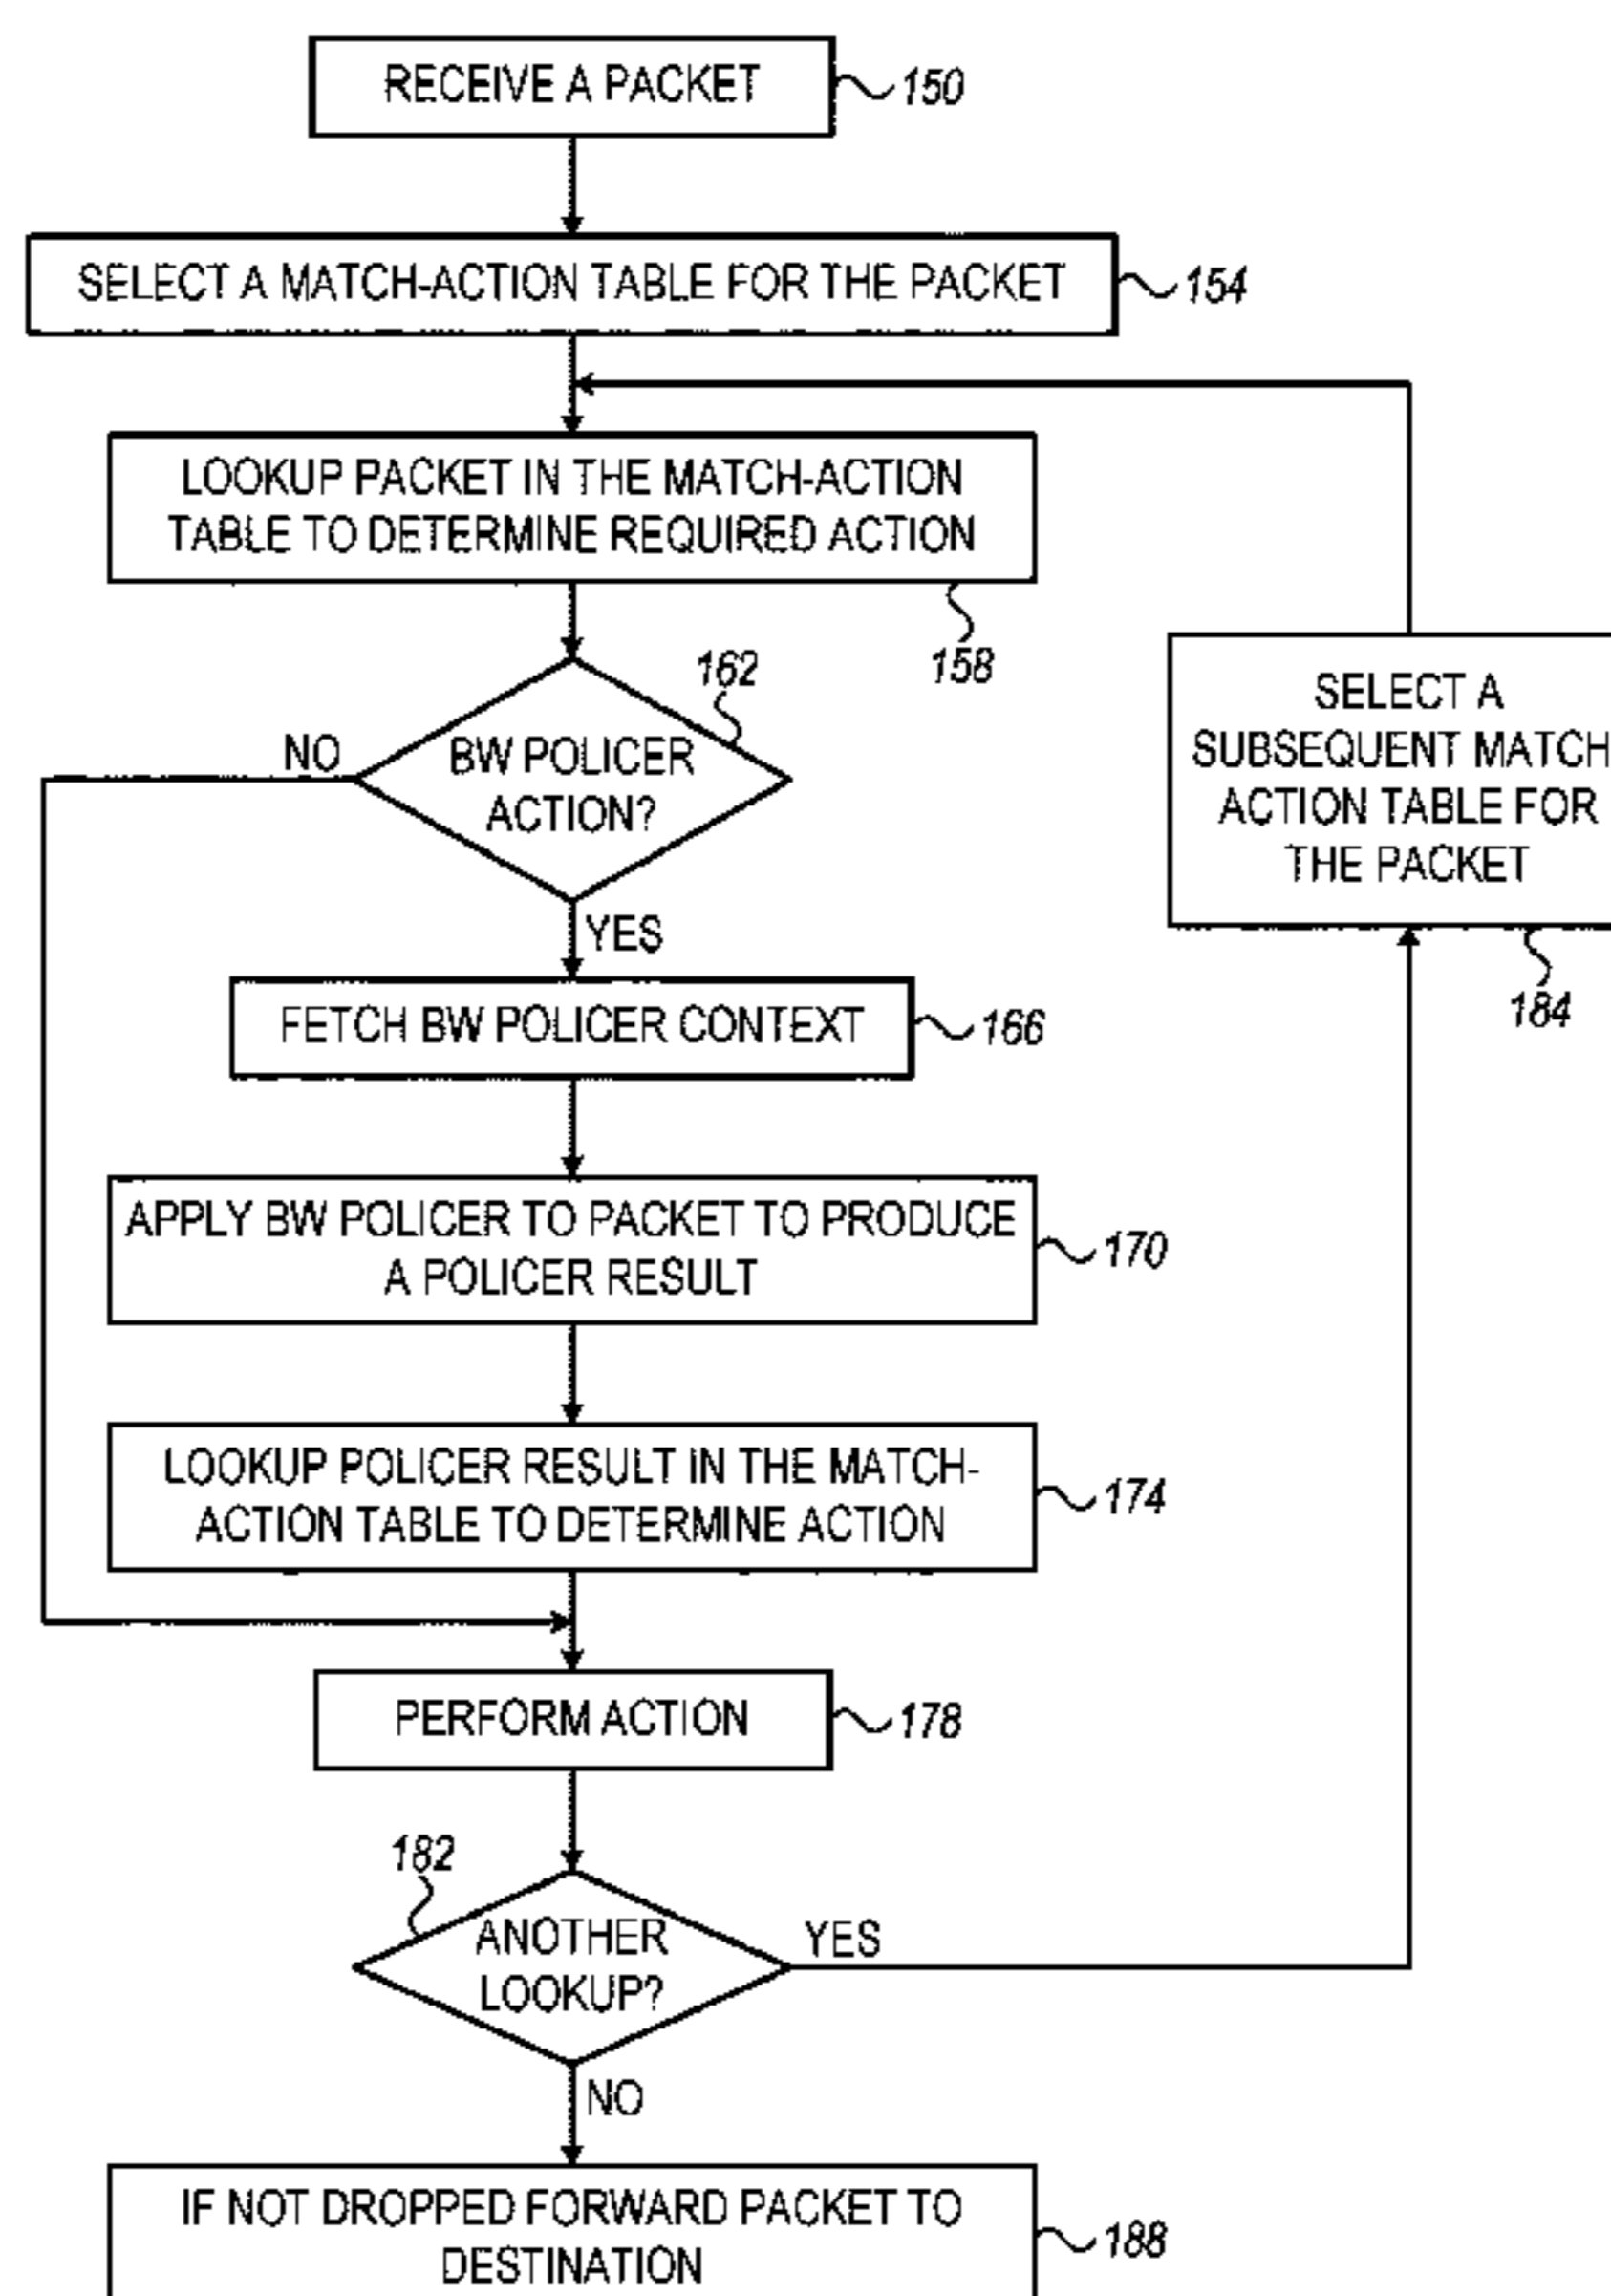 RECEIVE A PACKET
150
SELECT A MATCH-ACTION TABLE FOR THE PACKET
154
LOOKUP PACKET IN THE MATCH-ACTION
TABLE TO DETERMINE REQUIRED ACTION
158
162
BW POLICER
ACTION?
NO
YES
SELECT A
SUBSEQUENT MATCH
ACTION TABLE FOR
THE PACKET
184
FETCH BW POLICER CONTEXT
166
APPLY BW POLICER TO PACKET TO PRODUCE
A POLICER RESULT
170
LOOKUP POLICER RESULT IN THE MATCH-
ACTION TABLE TO DETERMINE ACTION
174
PERFORM ACTION
178
182
ANOTHER
LOOKUP?
YES
NO
IF NOT DROPPED FORWARD PACKET TO
DESTINATION
188